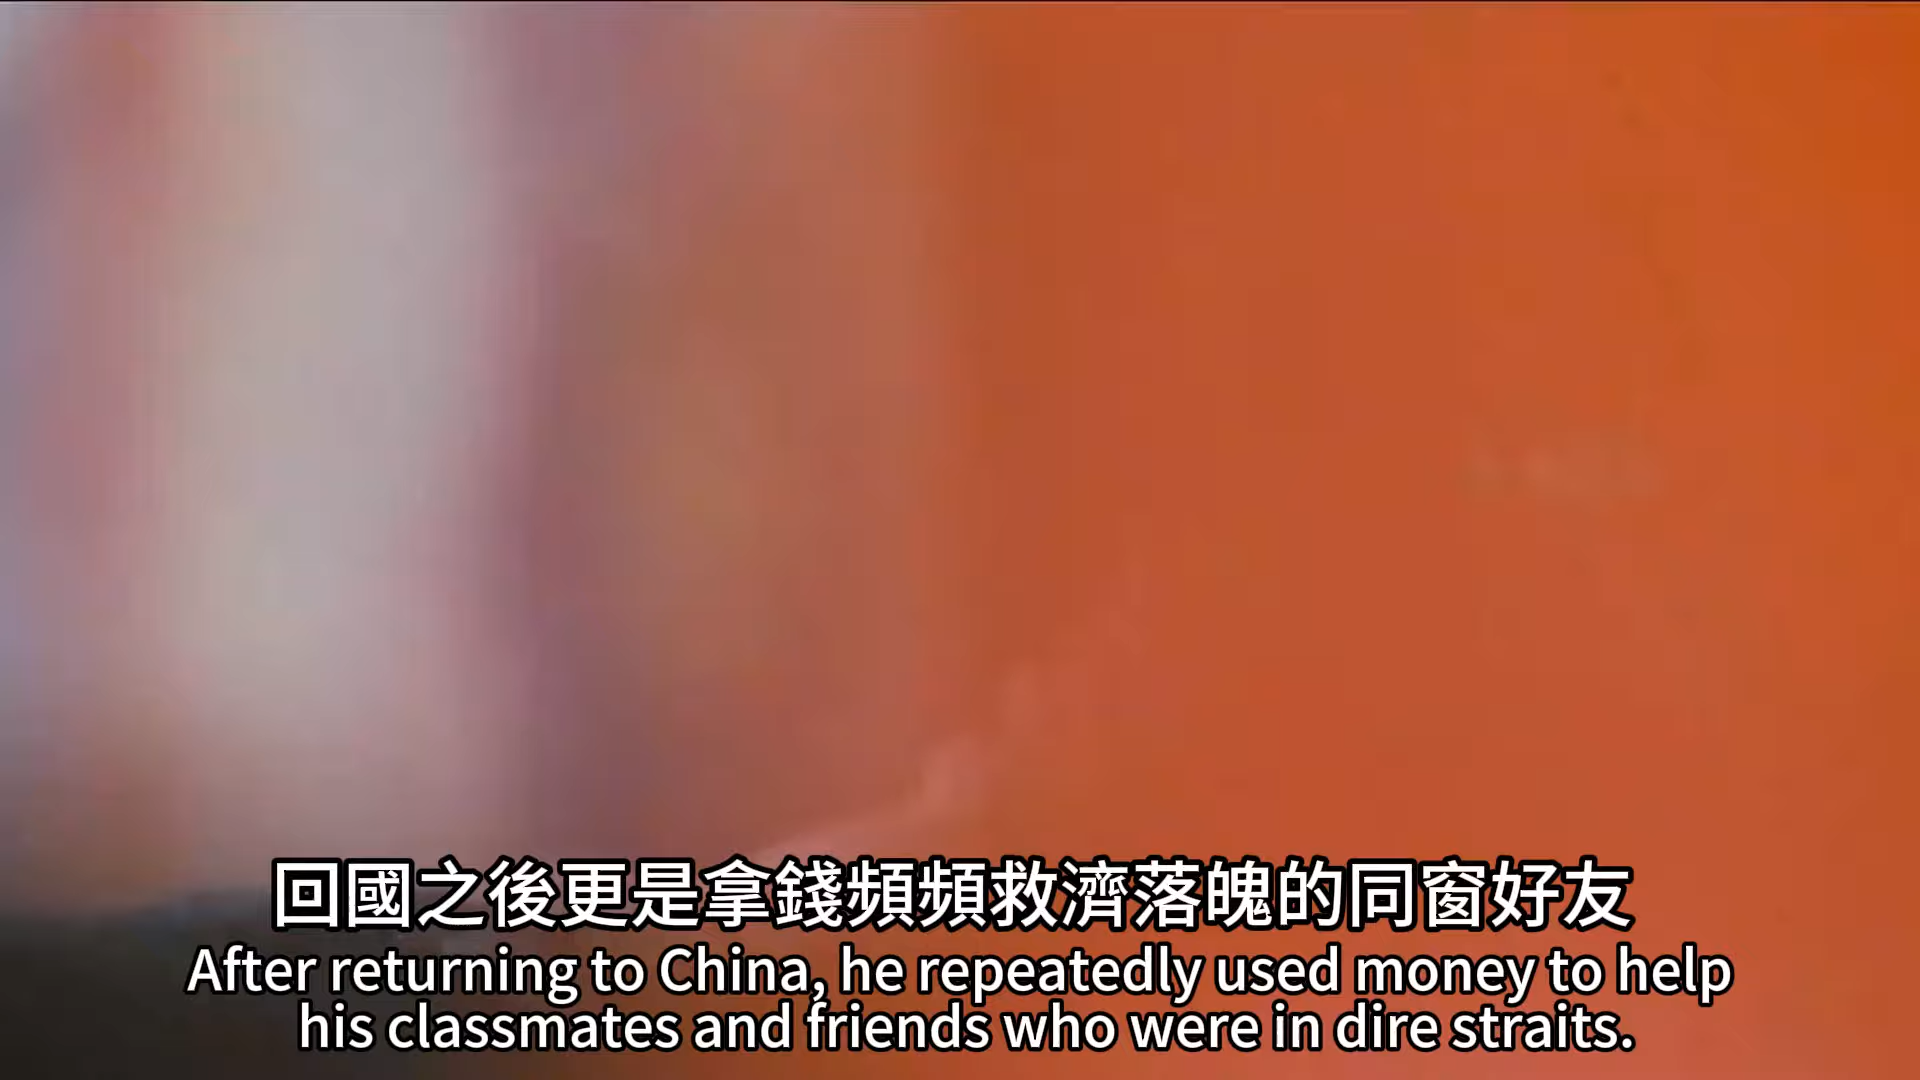 回國之後更是拿錢頻頻救濟落魄的同窗好友
After returning to China, he repeatedly used money to help
his classmates and friends who were in dire straits.